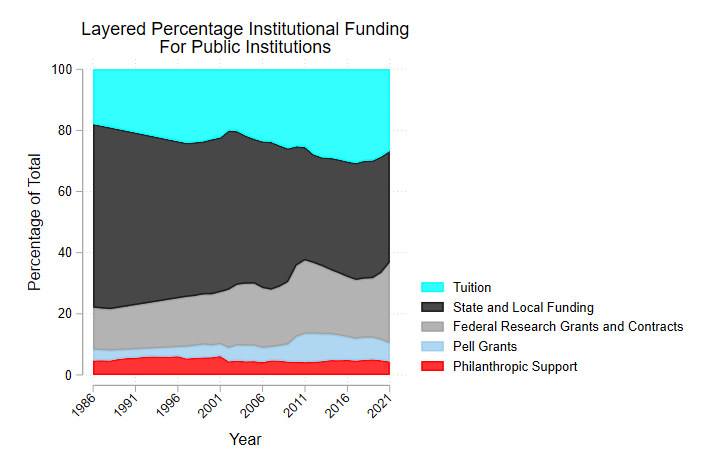 Layered Percentage Institutional Funding
For Public Institutions
Percentage of Total
100
80
60
40
20
0
1986
1991
1996
2001
2006
2011
2016
2021
Year
Tuition
State and Local Funding
Federal Research Grants and Contracts
Pell Grants
Philanthropic Support